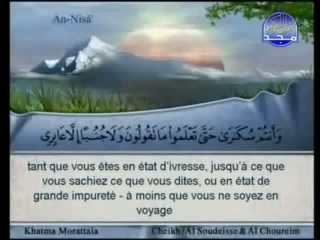 An-Nisâ'
وَأَنتُمْ سُكَـٰرَىٰ حَتَّىٰ تَعْلَمُوا۟ مَا تَقُولُونَ وَلَا جُنُبًا إِلَّا عَابِرِى
tant que vous êtes en état d'ivresse, jusqu'à ce que
vous sachiez ce que vous dites, ou en état de
grande impureté - à moins que vous ne soyez en
voyage
Khatma Morattala
Cheikh Al Soudeisse & Al Choureim